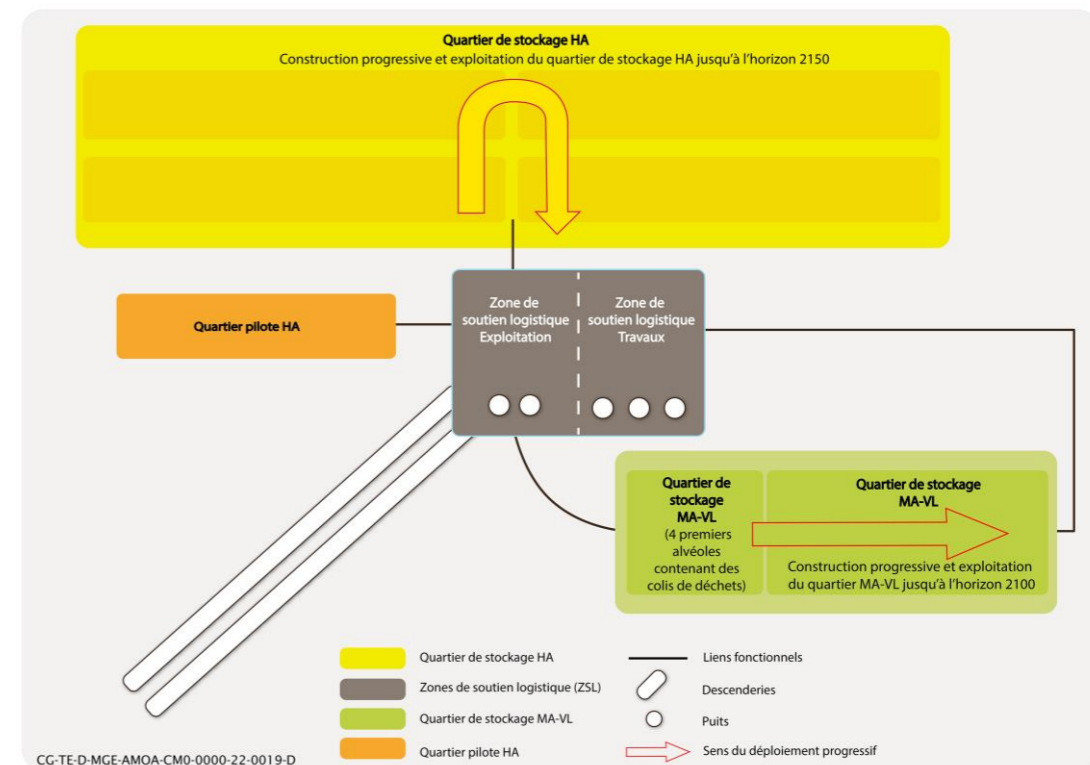 Quartier de stockage HA
Construction progressive et exploitation du quartier de stockage HA jusqu'à l'horizon 2150
Quartier pilote HA
Zone de
soutien logistique
Exploitation
Zone de
soutien logistique
Travaux
Quartier de
stockage
MA-VL
(4 premiers
alvéoles
contenant des
colis de déchets)
Quartier de stockage
MA-VL
Construction progressive et exploitation
du quartier MA-VL jusqu'à l'horizon 2100
Quartier de stockage HA
Zones de soutien logistique (ZSL)
Quartier de stockage MA-VL
Quartier pilote HA
Liens fonctionnels
Descenderies
Puits
Sens du déploiement progressif
CG-TE-D-MGE-AMOA-CM0-0000-22-0019-D